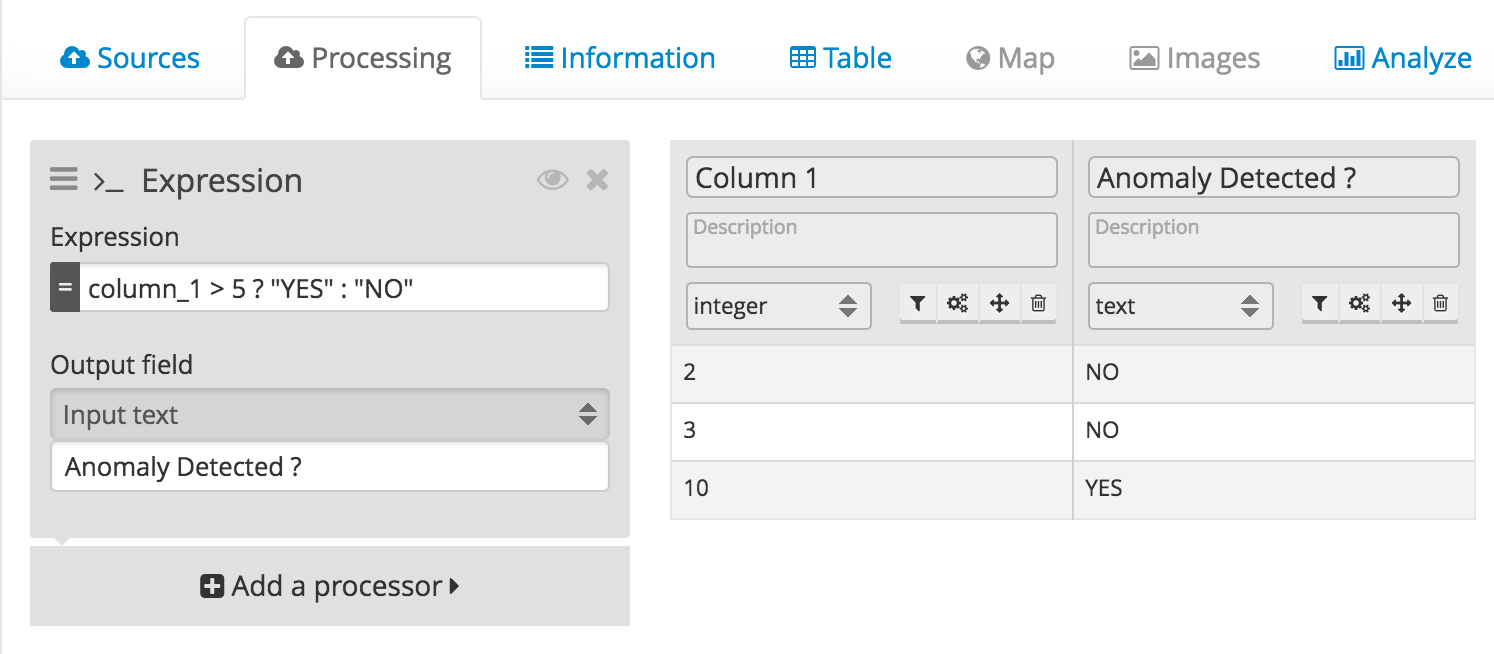 Sources Processing Information Table Map Images Analyze
>_ Expression
Expression
= column_1 > 5 ? "YES" : "NO"
Output field
Input text
Anomaly Detected ?
Add a processor
Column 1 Anomaly Detected ?
Description Description
integer text
2 NO
3 NO
10 YES